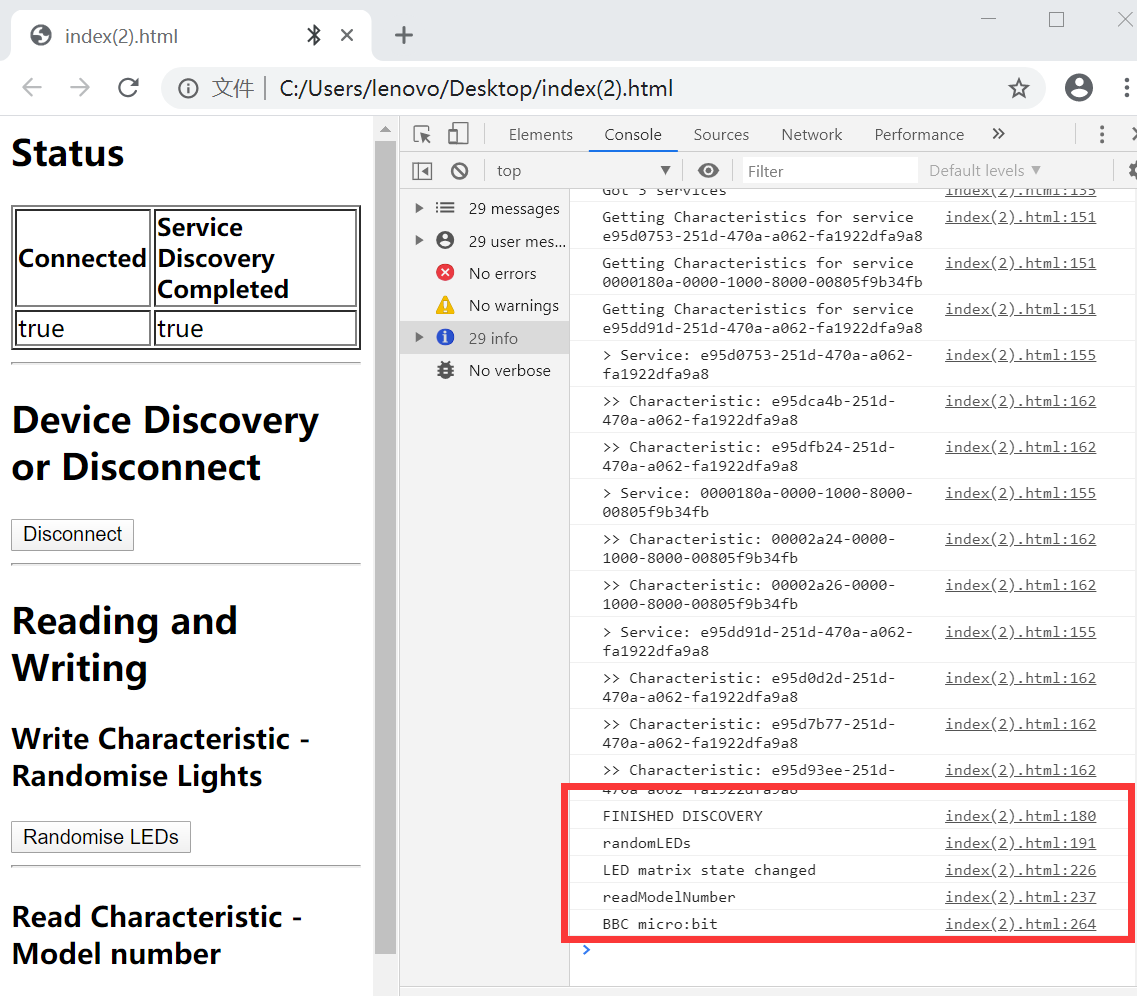 index(2).html
文件 C:/Users/lenovo/Desktop/index(2).html
Status
Connected
Service
Discovery
Completed
true true
Device Discovery
or Disconnect
Disconnect
Reading and
Writing
Write Characteristic -
Randomise Lights
Randomise LEDs
Read Characteristic -
Model number
Elements Console Sources Network Performance
top Filter Default levels
29 messages
29 user mes...
No errors
No warnings
29 info
No verbose
Got 3 services index(2).html:135
Getting Characteristics for service index(2).html:151
e95d0753-251d-470a-a062-fa1922dfa9a8
Getting Characteristics for service index(2).html:151
0000180a-0000-1000-8000-00805f9b34fb
Getting Characteristics for service index(2).html:151
e95dd91d-251d-470a-a062-fa1922dfa9a8
> Service: e95d0753-251d-470a-a062- index(2).html:155
fa1922dfa9a8
>> Characteristic: e95dca4b-251d- index(2).html:162
470a-a062-fa1922dfa9a8
>> Characteristic: e95dfb24-251d- index(2).html:162
470a-a062-fa1922dfa9a8
> Service: 0000180a-0000-1000-8000- index(2).html:155
00805f9b34fb
>> Characteristic: 00002a24-0000- index(2).html:162
1000-8000-00805f9b34fb
>> Characteristic: 00002a26-0000- index(2).html:162
1000-8000-00805f9b34fb
> Service: e95dd91d-251d-470a-a062- index(2).html:155
fa1922dfa9a8
>> Characteristic: e95d0d2d-251d- index(2).html:162
470a-a062-fa1922dfa9a8
>> Characteristic: e95d7b77-251d- index(2).html:162
470a-a062-fa1922dfa9a8
>> Characteristic: e95d93ee-251d- index(2).html:162
470a-a062-fa1922dfa9a8
FINISHED DISCOVERY index(2).html:180
randomLEDs index(2).html:191
LED matrix state changed index(2).html:226
readModelNumber index(2).html:237
BBC micro:bit index(2).html:264